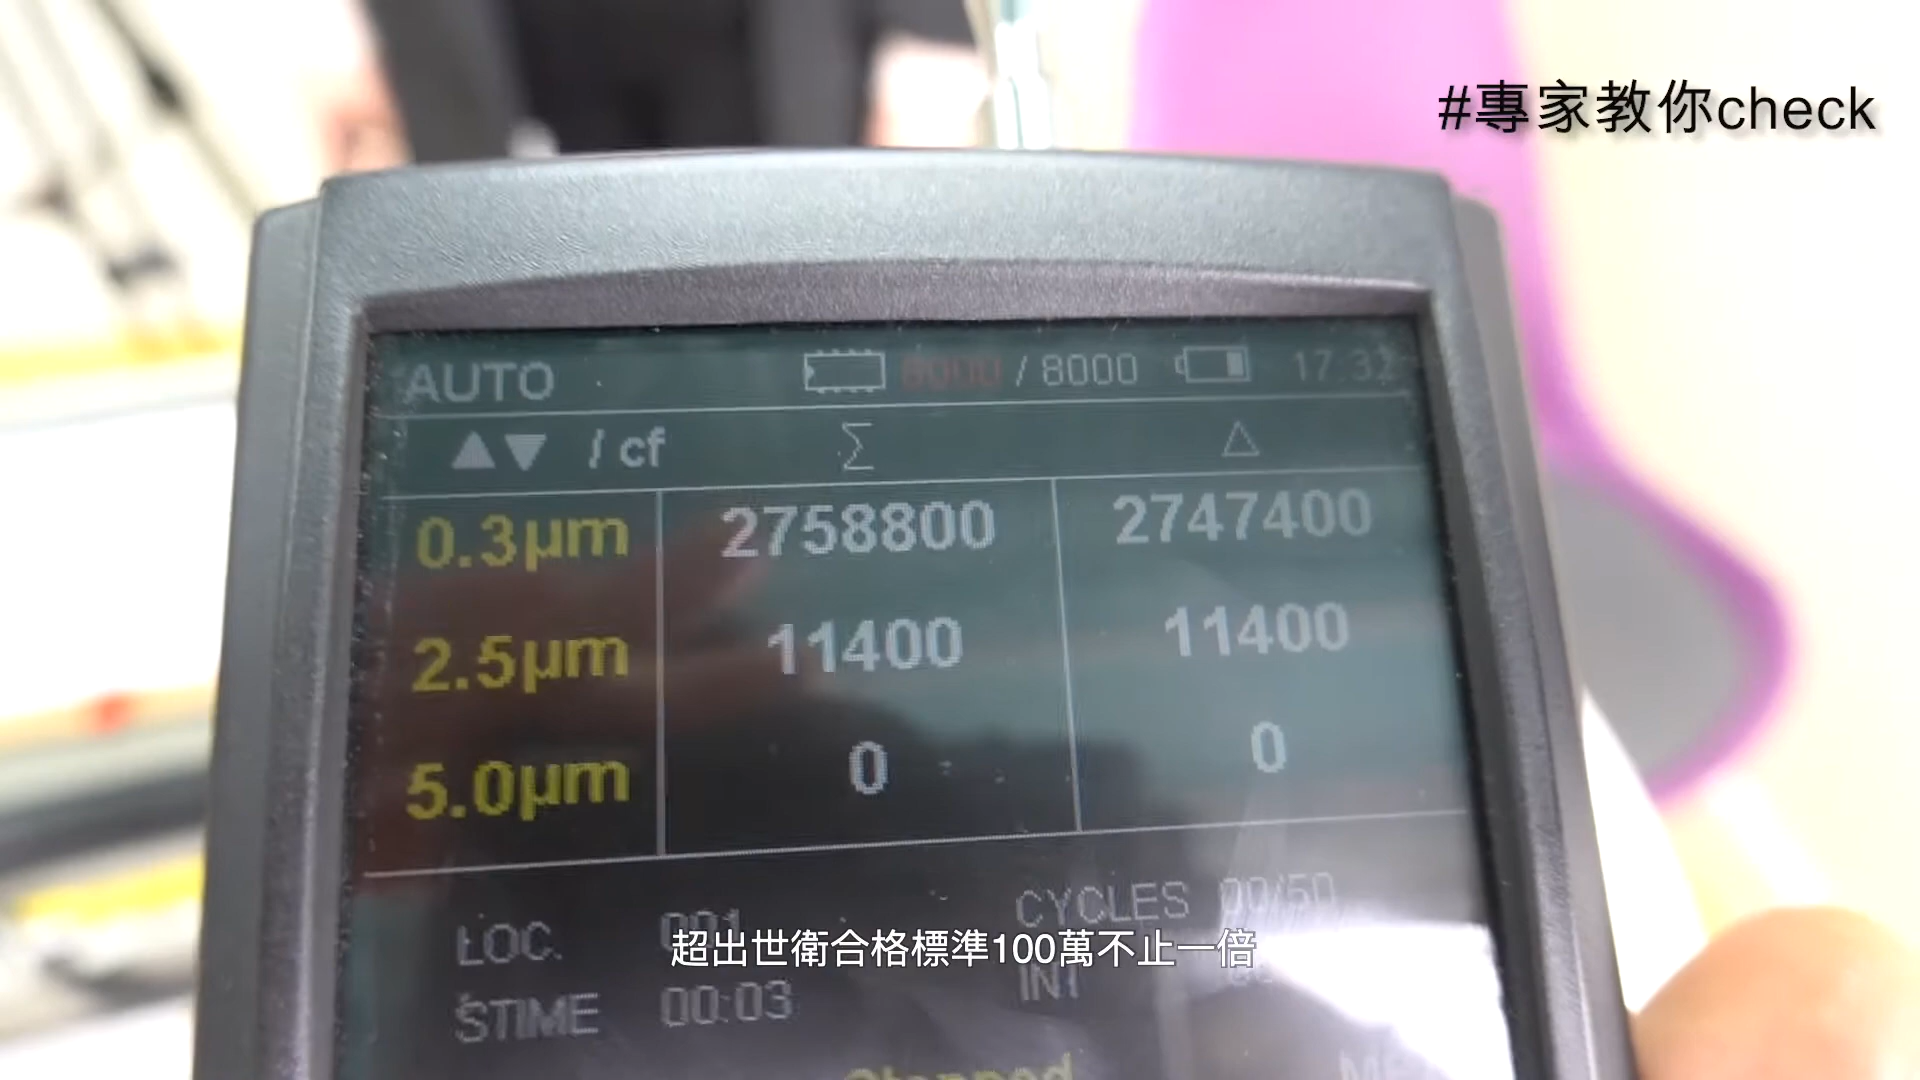 #專家教你check
AUTO 8000 / 8000 17:32
▲▼ / cf Σ △
0.3µm 2758800 2747400
2.5µm 11400 11400
5.0µm 0 0
LOC. 001 CYCLES 00/50
超出世衛合格標準100萬不止一倍
STIME 00:03 INT
Stopped